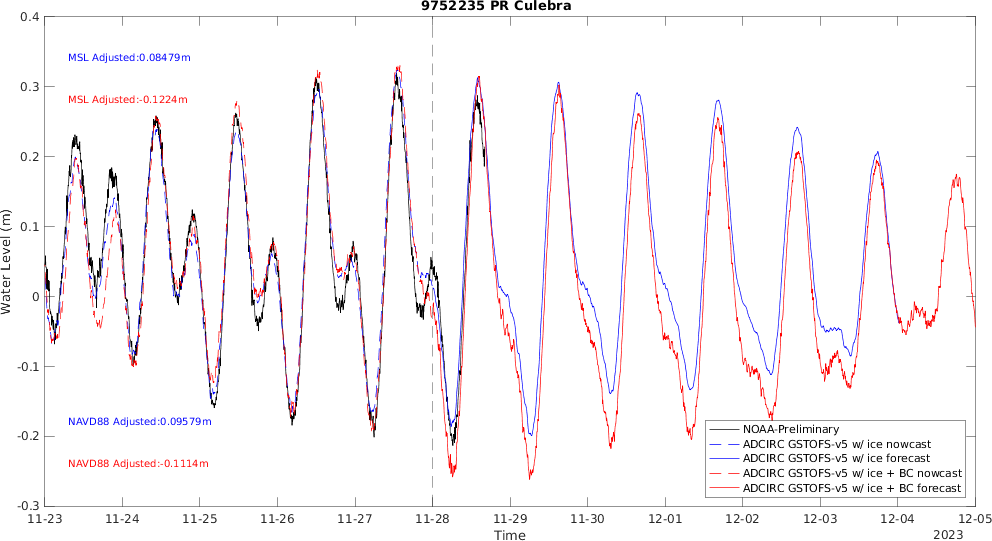 9752235 PR Culebra
0.4
0.3
0.2
0.1
0
-0.1
-0.2
-0.3
Water Level (m)
MSL Adjusted:0.08479m
MSL Adjusted:-0.1224m
NAVD88 Adjusted:0.09579m
NAVD88 Adjusted:-0.1114m
NOAA-Preliminary
ADCIRC GSTOFS-v5 w/ ice nowcast
ADCIRC GSTOFS-v5 w/ ice forecast
ADCIRC GSTOFS-v5 w/ ice + BC nowcast
ADCIRC GSTOFS-v5 w/ ice + BC forecast
11-23 11-24 11-25 11-26 11-27 11-28 11-29 11-30 12-01 12-02 12-03 12-04 12-05
Time
2023